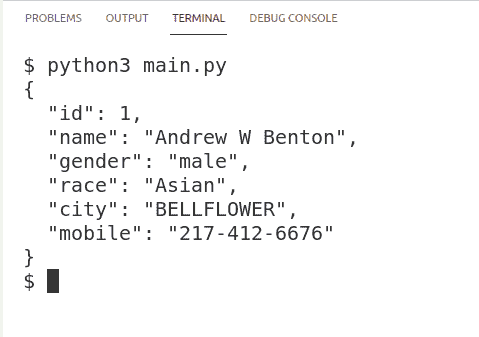 PROBLEMS OUTPUT TERMINAL DEBUG CONSOLE
$ python3 main.py
{
  "id": 1,
  "name": "Andrew W Benton",
  "gender": "male",
  "race": "Asian",
  "city": "BELLFLOWER",
  "mobile": "217-412-6676"
}
$